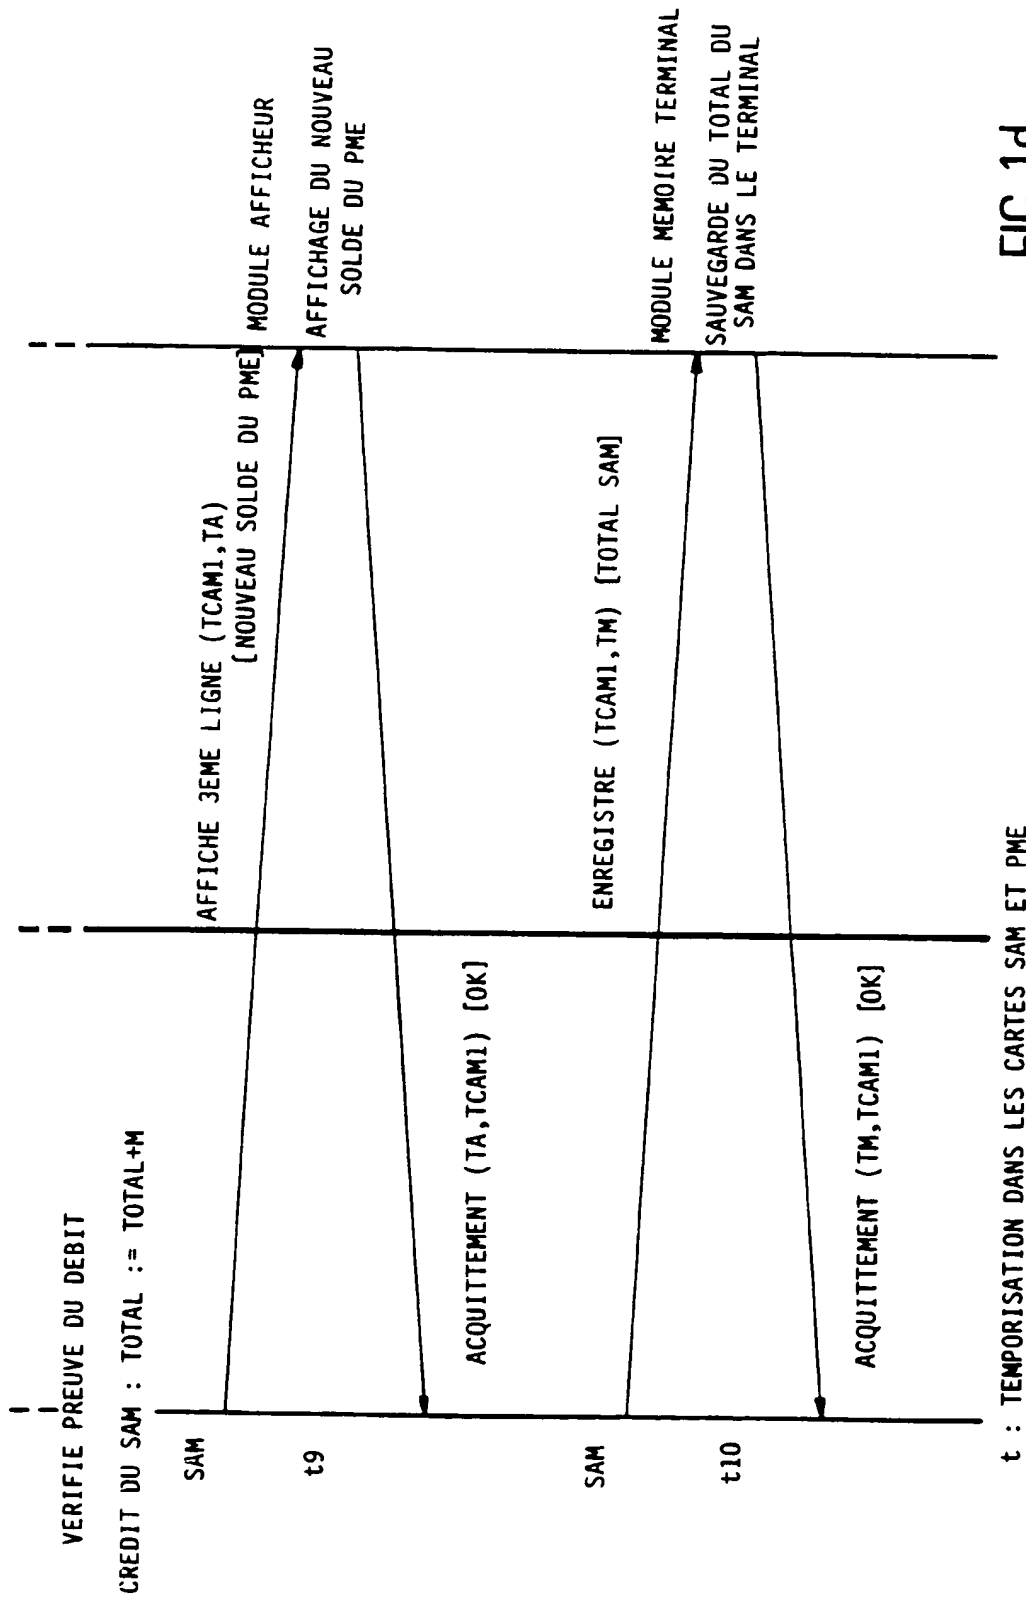 VERIFIE PREUVE DU DEBIT
CREDIT DU SAM : TOTAL := TOTAL+M
SAM
AFFICHE 3EME LIGNE (TCAM1,TA)
[NOUVEAU SOLDE DU PME]
MODULE AFFICHEUR
t9
AFFICHAGE DU NOUVEAU
SOLDE DU PME
ACQUITTEMENT (TA,TCAM1) [OK]
SAM
ENREGISTRE (TCAM1,TM) [TOTAL SAM]
MODULE MEMOIRE TERMINAL
t10
SAUVEGARDE DU TOTAL DU
SAM DANS LE TERMINAL
ACQUITTEMENT (TM,TCAM1) [OK]
t : TEMPORISATION DANS LES CARTES SAM ET PME
FIG_1d